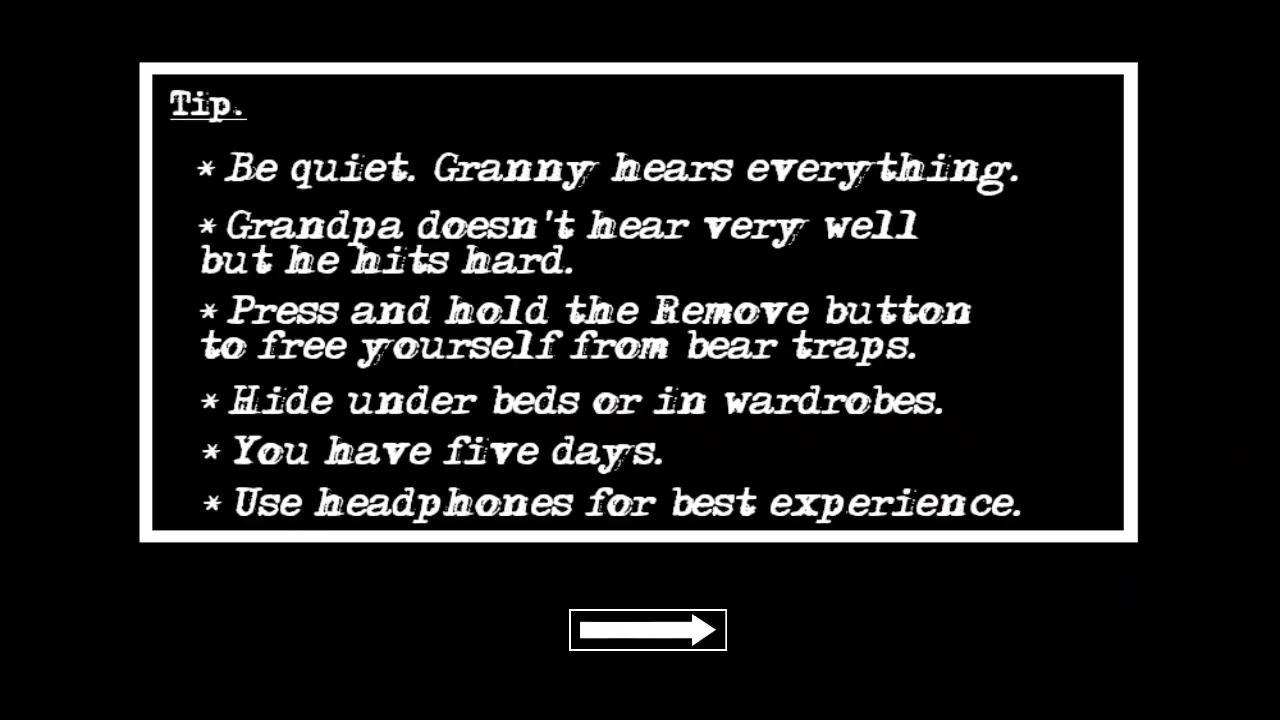 Tip.
* Be quiet. Granny hears everything.
* Grandpa doesn't hear very well
but he hits hard.
* Press and hold the Remove button
to free yourself from bear traps.
* Hide under beds or in wardrobes.
* You have five days.
* Use headphones for best experience.